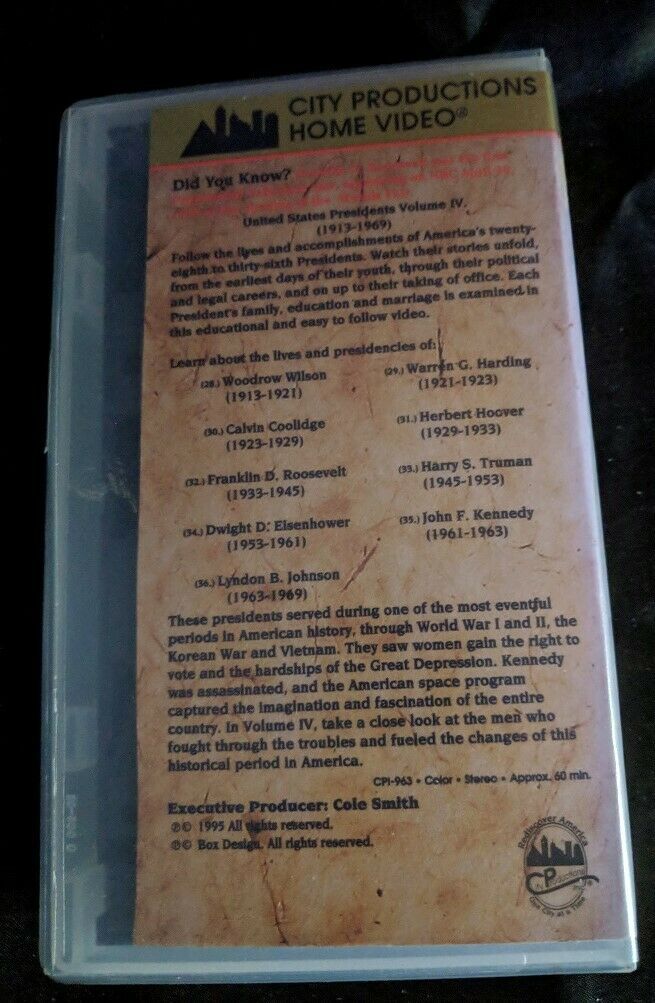 CITY PRODUCTIONS
HOME VIDEO®
Did You Know?
United States Presidents Volume IV.
(1913-1969)
Follow the lives and accomplishments of America's twenty-
eighth to thirty-sixth Presidents. Watch their stories unfold,
from the earliest days of their youth, through their political
and legal careers, and on up to their taking of office. Each
President's family, education and marriage is examined in
this educational and easy to follow video.
Learn about the lives and presidencies of:
(28.) Woodrow Wilson
(1913-1921)
(29.) Warren G. Harding
(1921-1923)
(30.) Calvin Coolidge
(1923-1929)
(31.) Herbert Hoover
(1929-1933)
(32.) Franklin D. Roosevelt
(1933-1945)
(33.) Harry S. Truman
(1945-1953)
(34.) Dwight D. Eisenhower
(1953-1961)
(35.) John F. Kennedy
(1961-1963)
(36.) Lyndon B. Johnson
(1963-1969)
These presidents served during one of the most eventful
periods in American history, through World War I and II, the
Korean War and Vietnam. They saw women gain the right to
vote and the hardships of the Great Depression. Kennedy
was assassinated, and the American space program
captured the imagination and fascination of the entire
country. In Volume IV, take a close look at the men who
fought through the troubles and fueled the changes of this
historical period in America.
CPI-963 • Color • Stereo • Approx. 60 min.
Executive Producer: Cole Smith
℗© 1995 All rights reserved.
℗© Box Design. All rights reserved.
Rediscover America
CP
Productions
One City at a Time